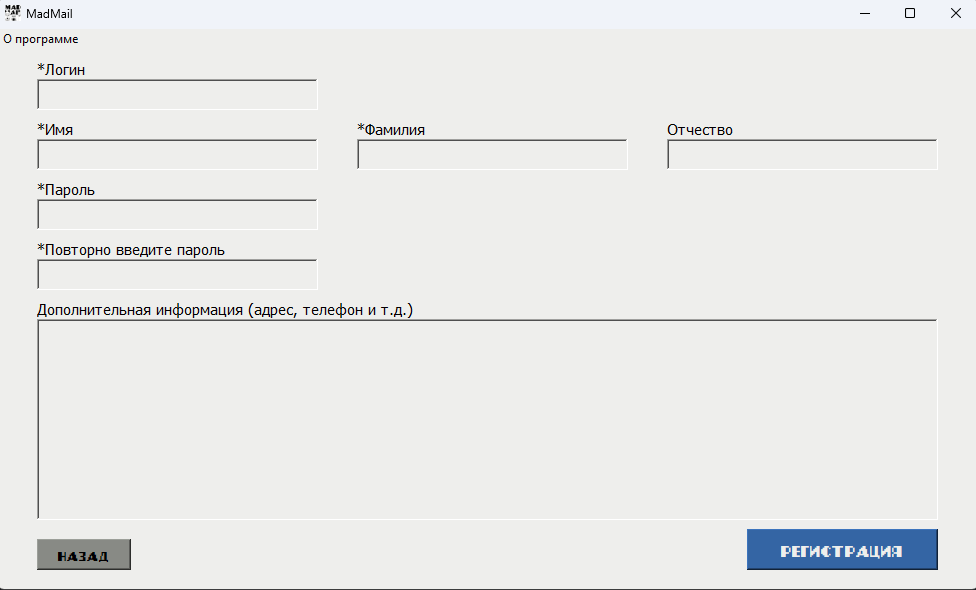 MadMail
О программе
*Логин
*Имя
*Фамилия
Отчество
*Пароль
*Повторно введите пароль
Дополнительная информация (адрес, телефон и т.д.)
НАЗАД
РЕГИСТРАЦИЯ